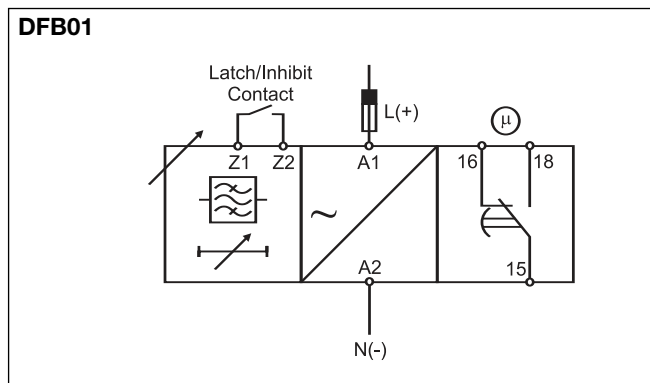 DFB01
Latch/Inhibit
Contact
L(+)
μ
Z1 Z2 A1 16 18
~
A2 15
N(-)